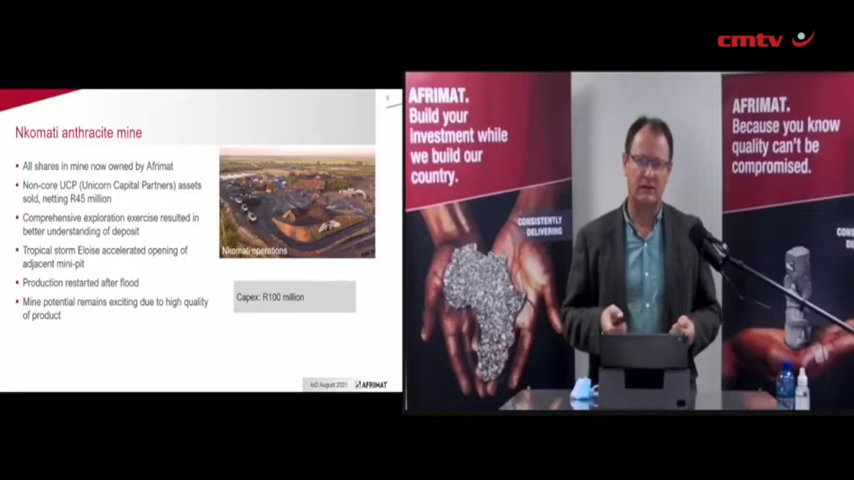 cmtv
Nkomati anthracite mine
• All shares in mine now owned by Afrimat
• Non-core UCP (Unicorn Capital Partners) assets
sold, netting R45 million
• Comprehensive exploration exercise resulted in
better understanding of deposit
• Tropical storm Eloise accelerated opening of
adjacent mini-pit
• Production restarted after flood
• Mine potential remains exciting due to high quality
of product
Nkomati operations
Capex: R100 million
IoD August 2021
AFRIMAT
AFRIMAT.
Build your
investment while
we build our
country.
CONSISTENTLY
DELIVERING
AFRIMAT.
Because you know
quality can't be
compromised.
CONS
DE